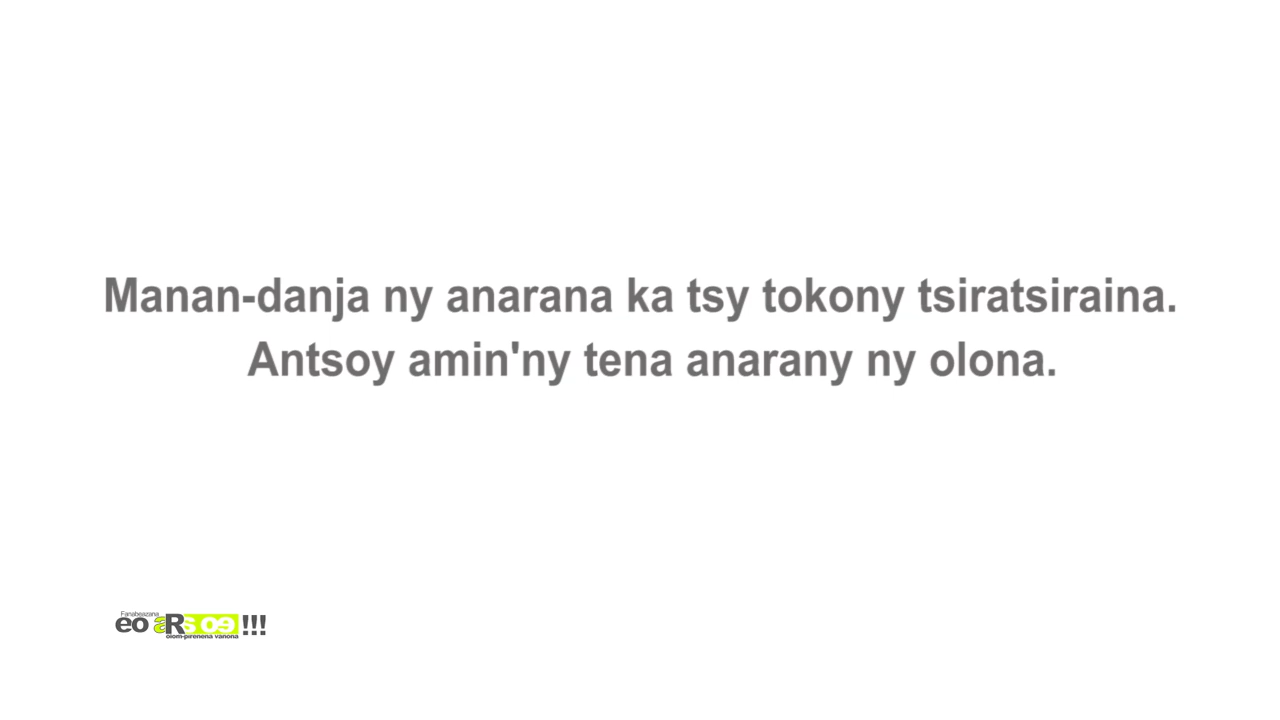 Manan-danja ny anarana ka tsy tokony tsiratsiraina.
Antsoy amin'ny tena anarany ny olona.
Fanabeazana
eo aRs oe !!!
olom-pirenena vanona